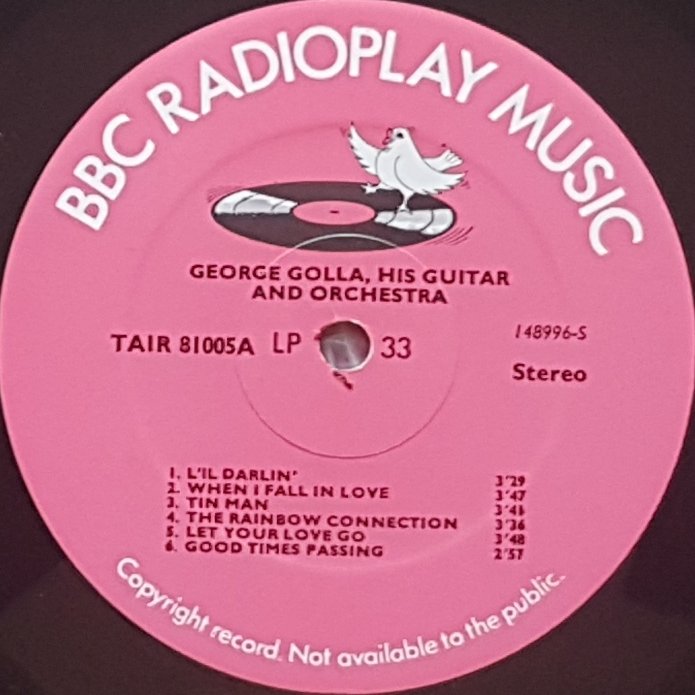 BBC RADIOPLAY MUSIC
GEORGE GOLLA, HIS GUITAR
AND ORCHESTRA
TAIR 81005A LP 33
148996-S
Stereo
1. L'IL DARLIN' 3'29
2. WHEN I FALL IN LOVE 3'47
3. TIN MAN
4. THE RAINBOW CONNECTION 3'36
5. LET YOUR LOVE GO 3'48
6. GOOD TIMES PASSING 2'57
Copyright record. Not available to the public.